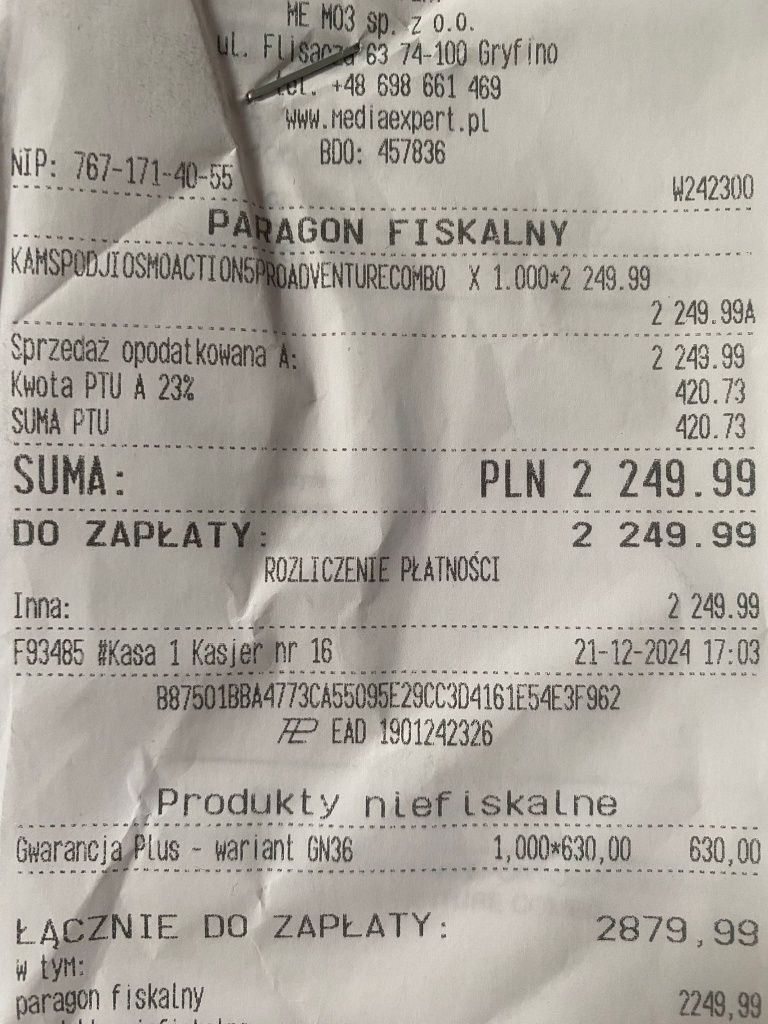 ME M03 sp. z o.o.
ul. Flisacza 63 74-100 Gryfino
tel. +48 698 661 469
www.mediaexpert.pl
BDO: 457836
NIP: 767-171-40-55
W242300
PARAGON FISKALNY
KAMSPODJIOSMOACTION5PROADVENTURECOMBO X 1.000*2 249.99
2 249.99A
Sprzedaż opodatkowana A: 2 249.99
Kwota PTU A 23% 420.73
SUMA PTU 420.73
SUMA: PLN 2 249.99
DO ZAPŁATY: 2 249.99
ROZLICZENIE PŁATNOŚCI
Inna: 2 249.99
F93485 #Kasa 1 Kasjer nr 16 21-12-2024 17:03
B87501BBA4773CA55095E29CC3D4161E54E3F962
EAD 1901242326
Produkty niefiskalne
Gwarancja Plus - wariant GN36 1,000*630,00 630,00
ŁĄCZNIE DO ZAPŁATY: 2879,99
w tym:
paragon fiskalny 2249,99